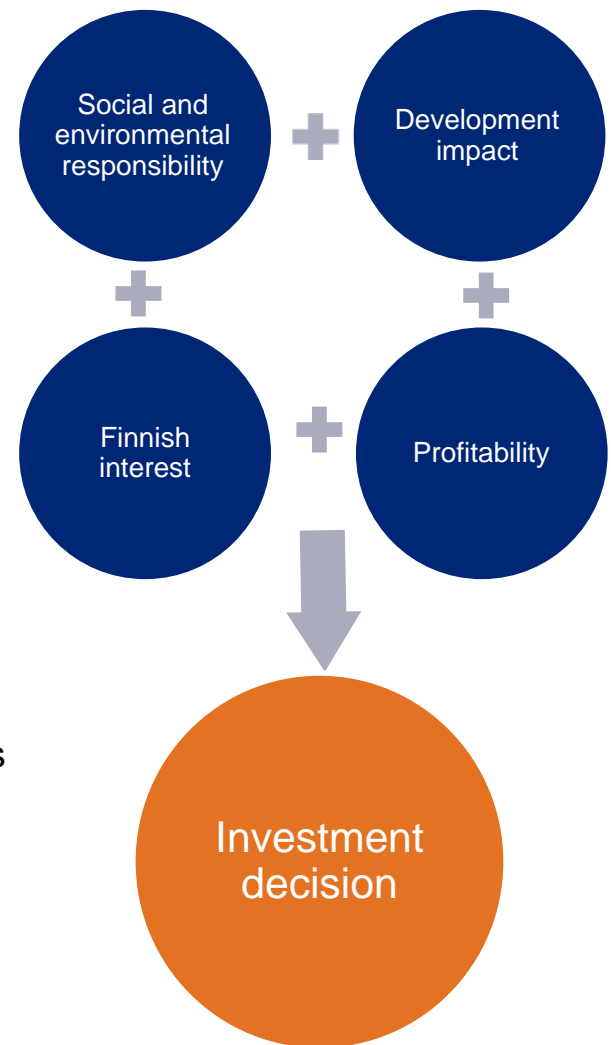 Social and
environmental
responsibility
Development
impact
Finnish
interest
Profitability
s
Investment
decision